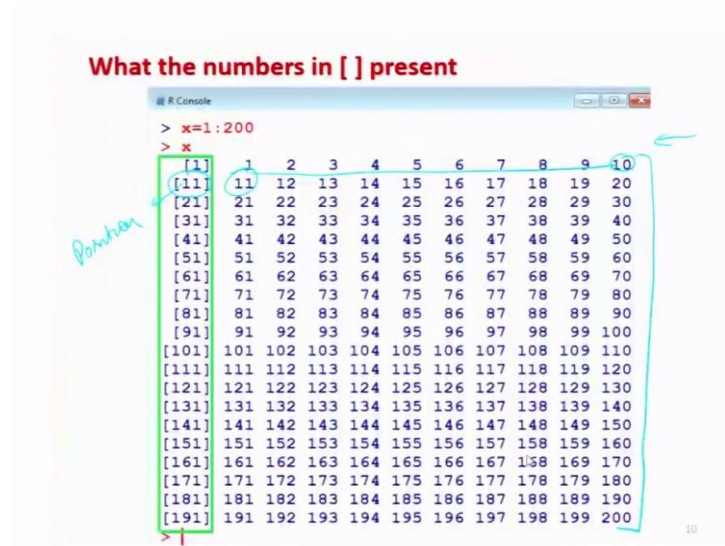 What the numbers in [ ] present
R Console
> x=1:200
> x
[1] 1 2 3 4 5 6 7 8 9 10
[11] 11 12 13 14 15 16 17 18 19 20
[21] 21 22 23 24 25 26 27 28 29 30
[31] 31 32 33 34 35 36 37 38 39 40
[41] 41 42 43 44 45 46 47 48 49 50
Position
[51] 51 52 53 54 55 56 57 58 59 60
[61] 61 62 63 64 65 66 67 68 69 70
[71] 71 72 73 74 75 76 77 78 79 80
[81] 81 82 83 84 85 86 87 88 89 90
[91] 91 92 93 94 95 96 97 98 99 100
[101] 101 102 103 104 105 106 107 108 109 110
[111] 111 112 113 114 115 116 117 118 119 120
[121] 121 122 123 124 125 126 127 128 129 130
[131] 131 132 133 134 135 136 137 138 139 140
[141] 141 142 143 144 145 146 147 148 149 150
[151] 151 152 153 154 155 156 157 158 159 160
[161] 161 162 163 164 165 166 167 168 169 170
[171] 171 172 173 174 175 176 177 178 179 180
[181] 181 182 183 184 185 186 187 188 189 190
[191] 191 192 193 194 195 196 197 198 199 200
>
10